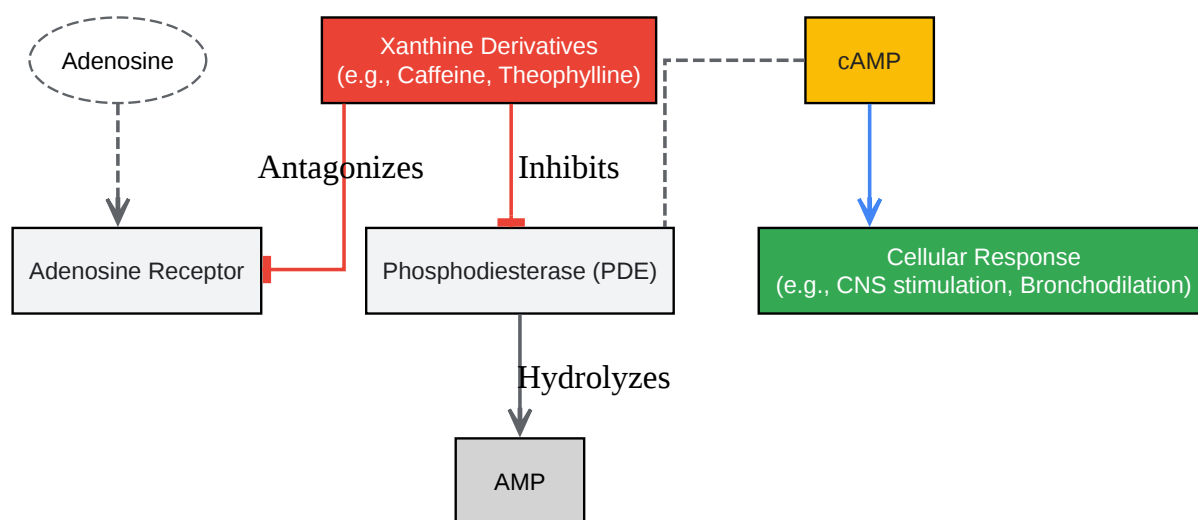 Adenosine
Xanthine Derivatives
(e.g., Caffeine, Theophylline)
cAMP
Antagonizes
Inhibits
Adenosine Receptor
Phosphodiesterase (PDE)
Cellular Response
(e.g., CNS stimulation, Bronchodilation)
Hydrolyzes
AMP